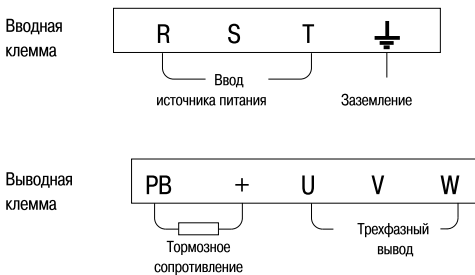 Вводная
клемма
R S T
Ввод
источника питания
Заземление
Выводная
клемма
PB + U V W
Тормозное
сопротивление
Трехфазный
вывод